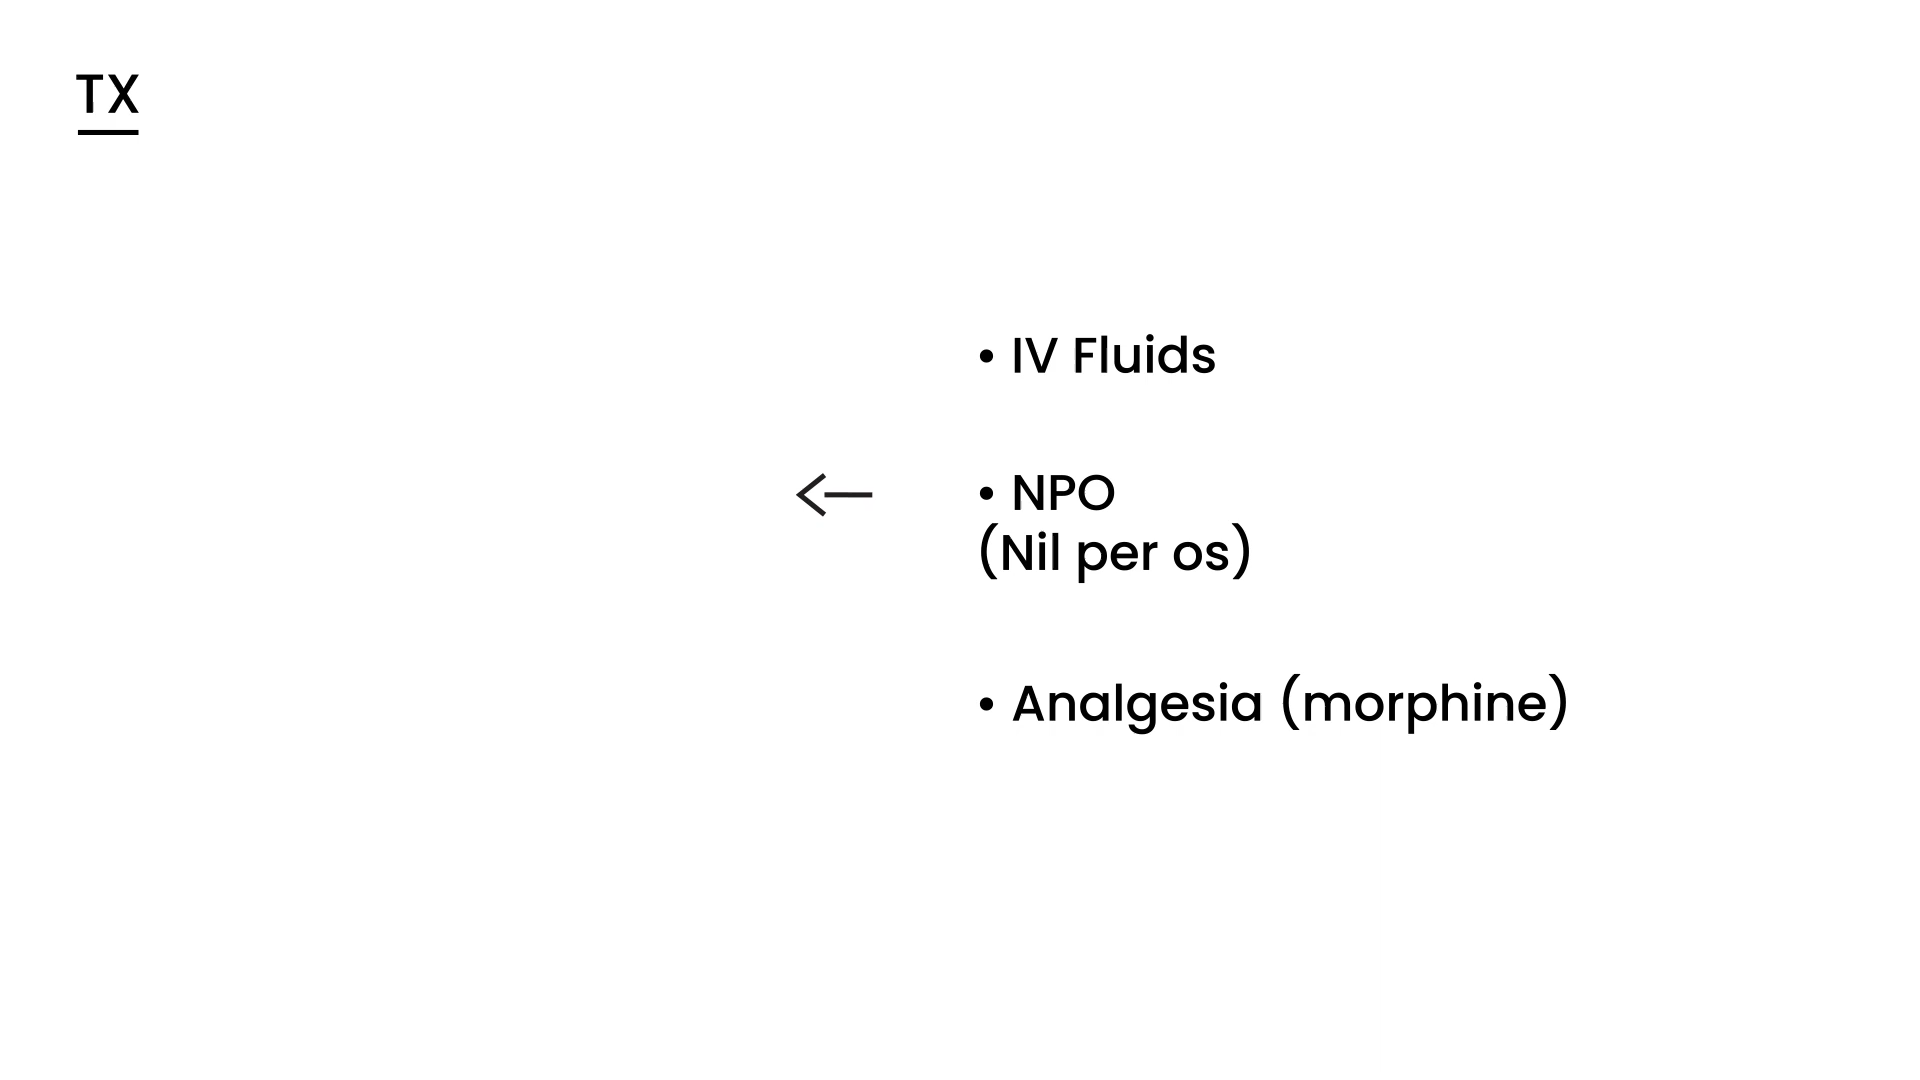 TX
• IV Fluids
• NPO
(Nil per os)
• Analgesia (morphine)